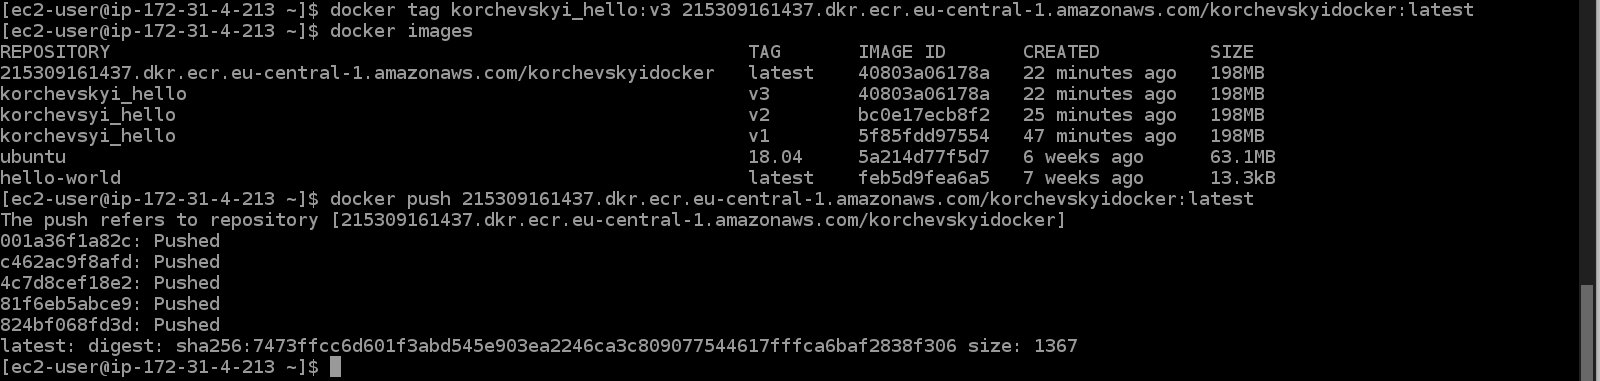 [ec2-user@ip-172-31-4-213 ~]$ docker tag korchevskyi_hello:v3 215309161437.dkr.ecr.eu-central-1.amazonaws.com/korchevskyidocker:latest
[ec2-user@ip-172-31-4-213 ~]$ docker images
REPOSITORY TAG IMAGE ID CREATED SIZE
215309161437.dkr.ecr.eu-central-1.amazonaws.com/korchevskyidocker latest 40803a06178a 22 minutes ago 198MB
korchevskyi_hello v3 40803a06178a 22 minutes ago 198MB
korchevsyi_hello v2 bc0e17ecb8f2 25 minutes ago 198MB
korchevsyi_hello v1 5f85fdd97554 47 minutes ago 198MB
ubuntu 18.04 5a214d77f5d7 6 weeks ago 63.1MB
hello-world latest feb5d9fea6a5 7 weeks ago 13.3kB
[ec2-user@ip-172-31-4-213 ~]$ docker push 215309161437.dkr.ecr.eu-central-1.amazonaws.com/korchevskyidocker:latest
The push refers to repository [215309161437.dkr.ecr.eu-central-1.amazonaws.com/korchevskyidocker]
001a36f1a82c: Pushed
c462ac9f8afd: Pushed
4c7d8cef18e2: Pushed
81f6eb5abce9: Pushed
824bf068fd3d: Pushed
latest: digest: sha256:7473ffcc6d601f3abd545e903ea2246ca3c809077544617fffca6baf2838f306 size: 1367
[ec2-user@ip-172-31-4-213 ~]$